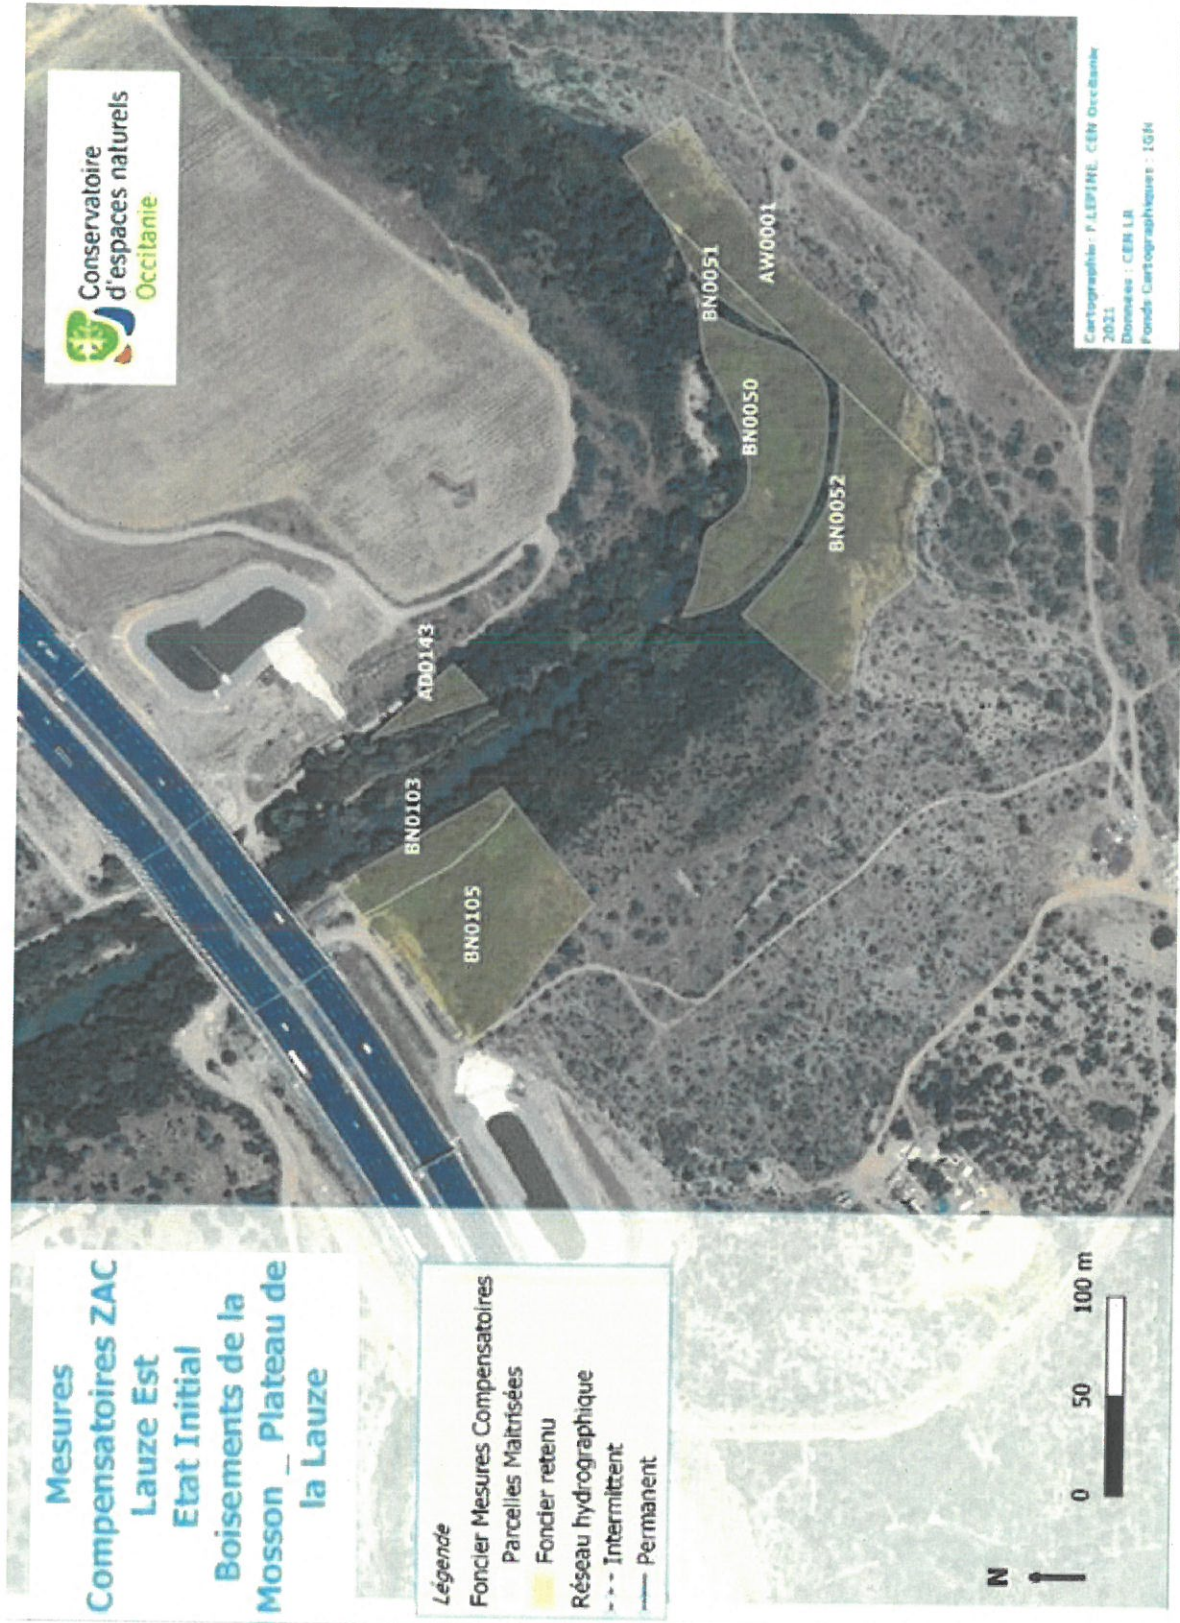 Mesures
Compensatoires ZAC
Lauze Est
Etat Initial
Boisements de la
Mosson _ Plateau de
la Lauze
Légende
Foncier Mesures Compensatoires
Parcelles Maitrisées
Foncier retenu
Réseau hydrographique
--- Intermittent
— Permanent
N
0 50 100 m
Conservatoire
d'espaces naturels
Occitanie
BN0105
BN0103
AD0143
BN0052
BN0050
BN0051
AW0001
Cartographie: P.LEPINE, CEN Occitanie
2021
Données : CEN LR
Fonds Cartographiques : IGN